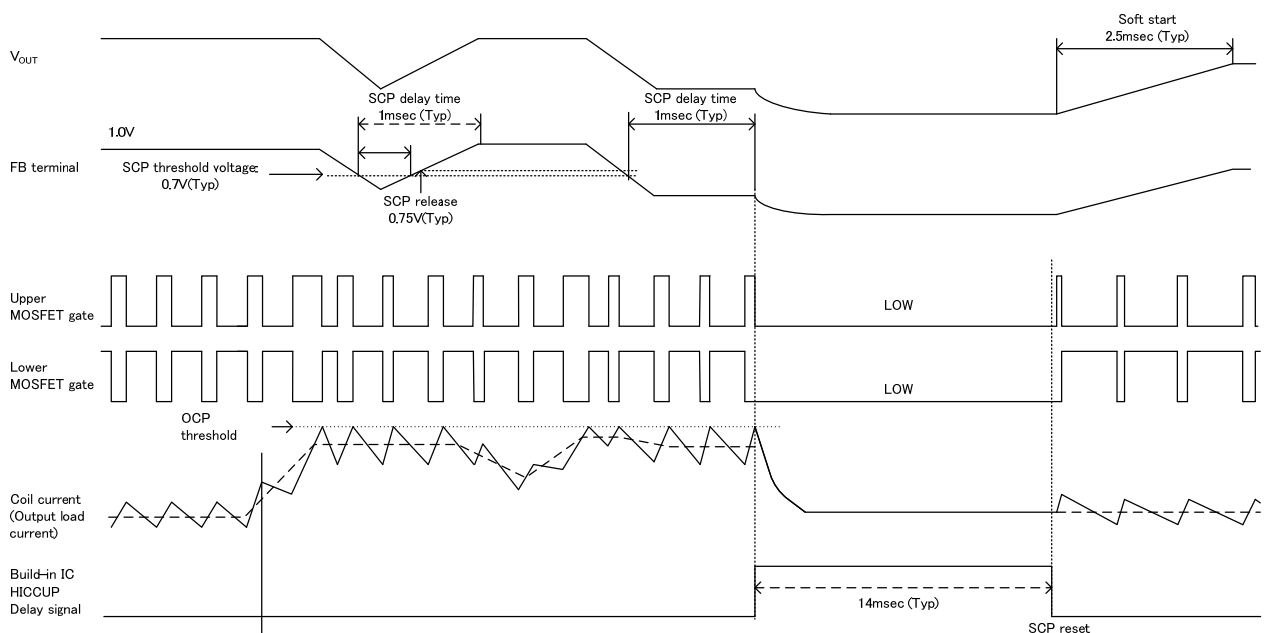 Soft start
2.5msec (Typ)
VOUT
SCP delay time
1msec (Typ)
SCP delay time
1msec (Typ)
1.0V
FB terminal
SCP threshold voltage:
0.7V(Typ)
SCP release
0.75V(Typ)
Upper
MOSFET gate
LOW
Lower
MOSFET gate
LOW
OCP
threshold
Coil current
(Output load
current)
Build-in IC
HICCUP
Delay signal
14msec (Typ)
SCP reset